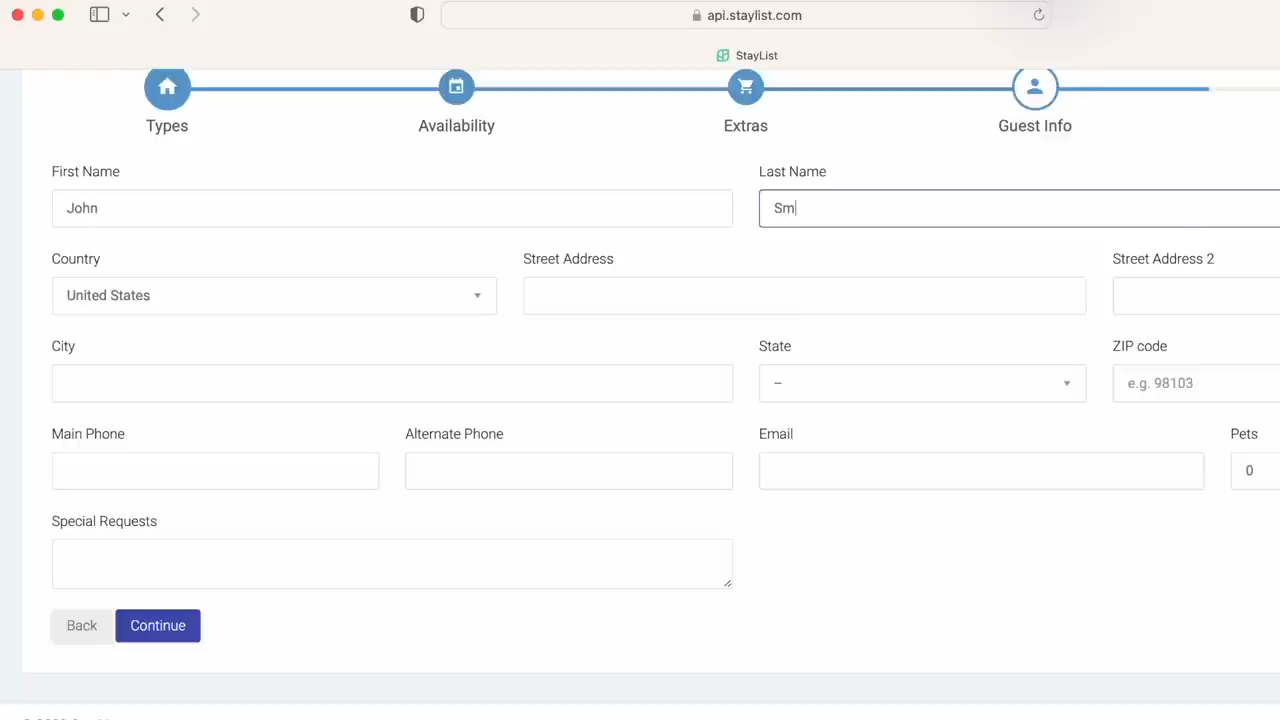 api.staylist.com
StayList
Types Availability Extras Guest Info
First Name Last Name
John Sm
Country Street Address Street Address 2
United States
City State ZIP code
– e.g. 98103
Main Phone Alternate Phone Email Pets
0
Special Requests
Back Continue